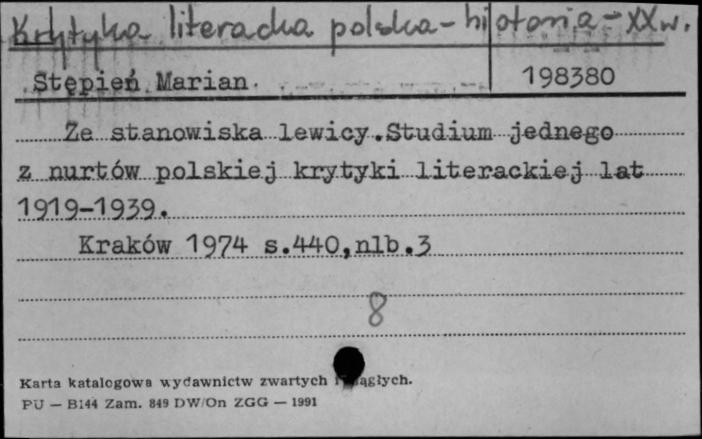 Krytyka literacka polska - historia - XX w.
Stępień Marian 198380
Ze stanowiska lewicy.Studium jednego
z nurtów polskiej krytyki literackiej lat
1919-1939.
Kraków 1974 s.440,nlb.3
8
Karta katalogowa wydawnictw zwartych i ciągłych.
PU — B144 Zam. 849 DW/On ZGG — 1991